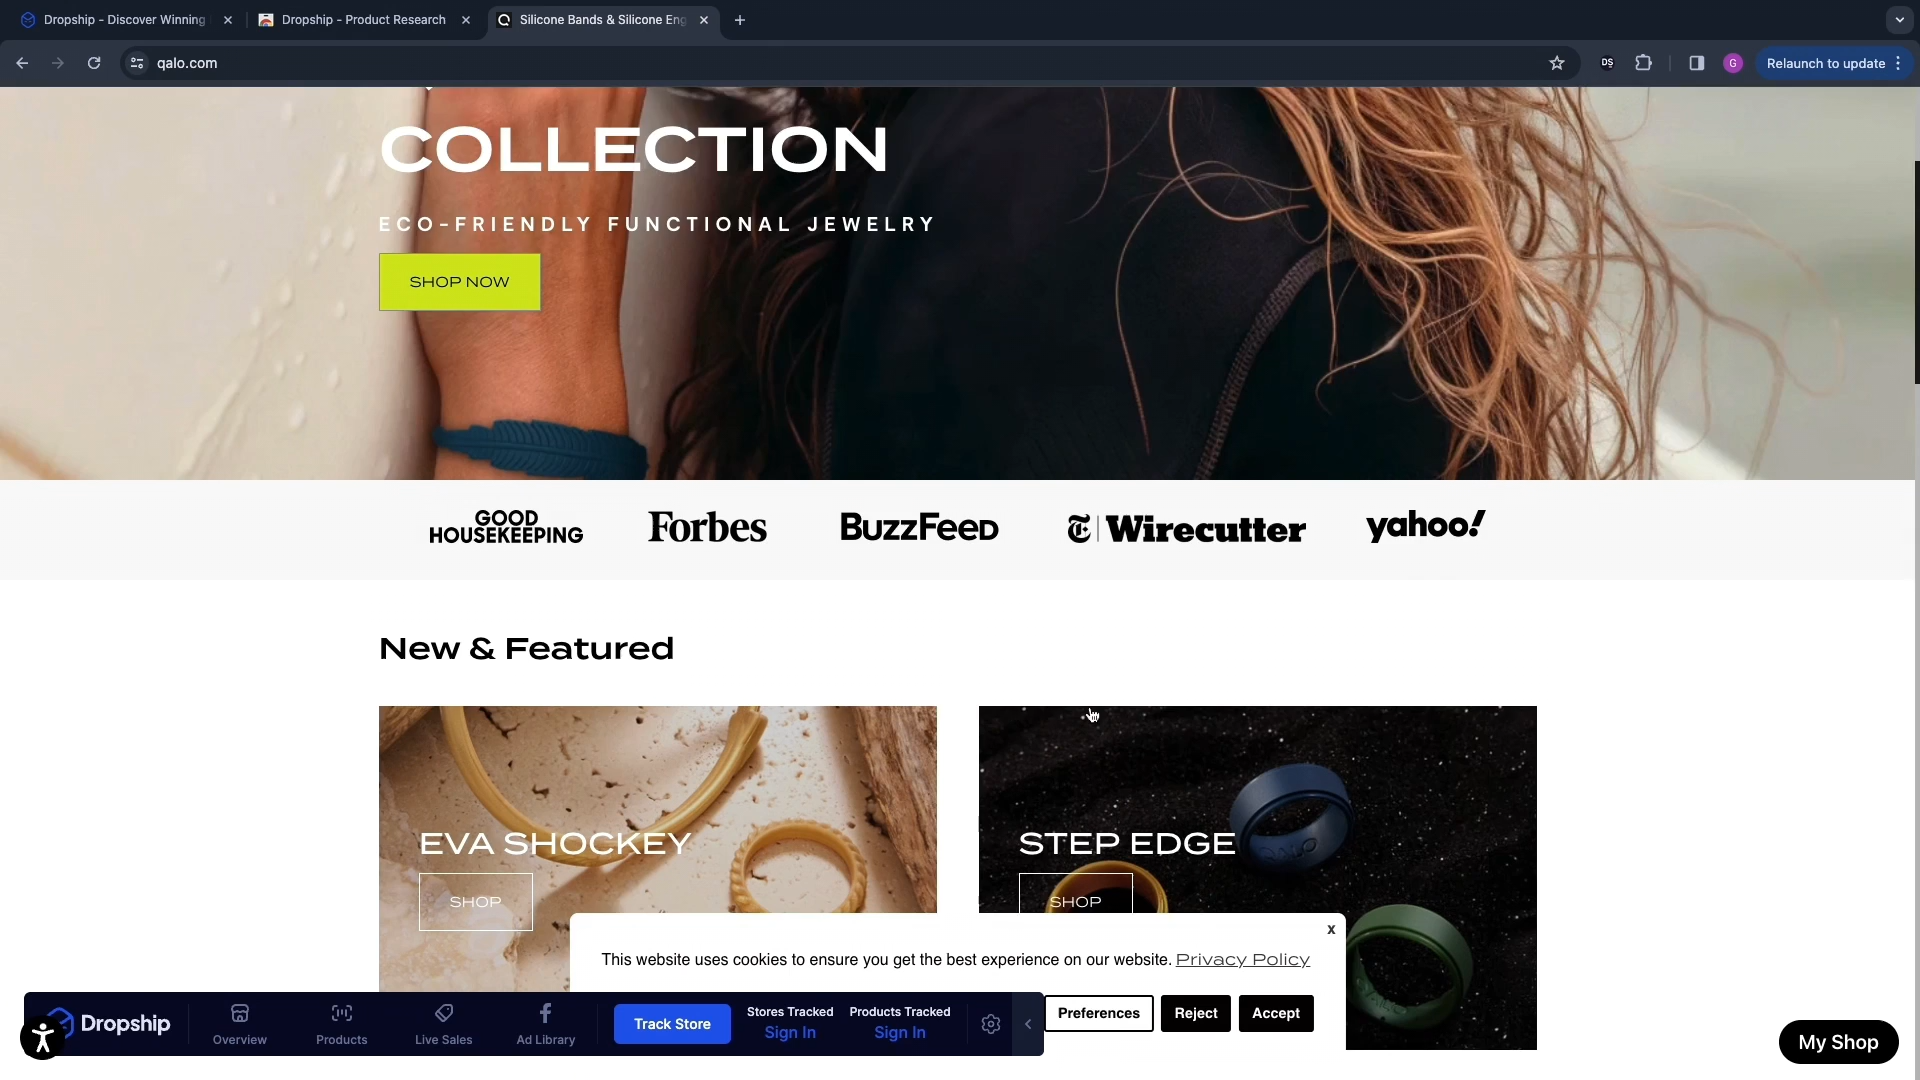 Dropship - Discover Winning
Dropship - Product Research
Silicone Bands & Silicone Eng
qalo.com
DS
G
Relaunch to update
COLLECTION
ECO-FRIENDLY FUNCTIONAL JEWELRY
SHOP NOW
GOOD
HOUSEKEEPING
Forbes
BuzzFeed
T | Wirecutter
yahoo!
New & Featured
EVA SHOCKEY
SHOP
STEP EDGE
SHOP
QALO
x
This website uses cookies to ensure you get the best experience on our website. Privacy Policy
Preferences
Reject
Accept
Dropship
Overview
Products
Live Sales
Ad Library
Track Store
Stores Tracked
Sign In
Products Tracked
Sign In
My Shop